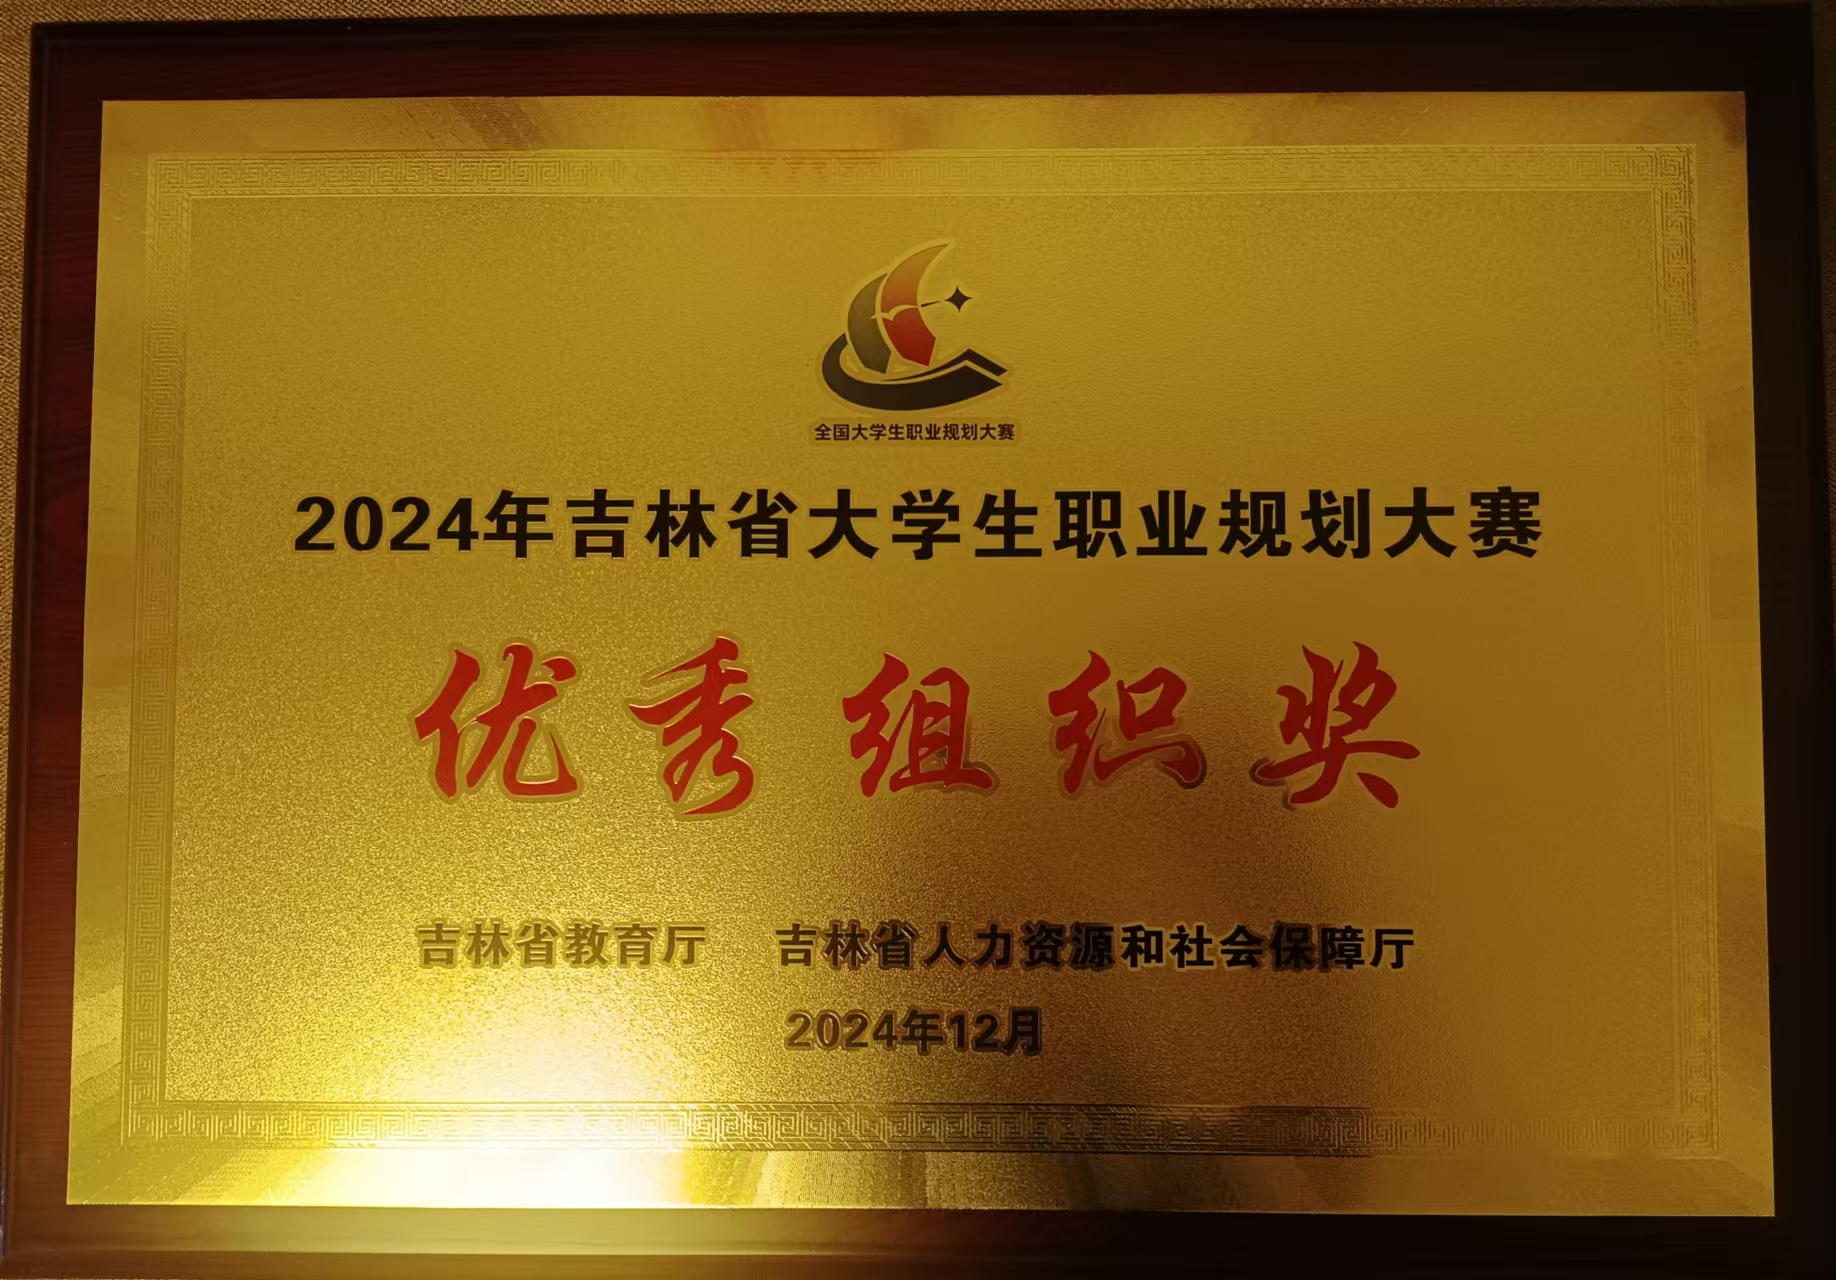 全国大学生职业规划大赛
2024年吉林省大学生职业规划大赛
优秀组织奖
吉林省教育厅 吉林省人力资源和社会保障厅
2024年12月